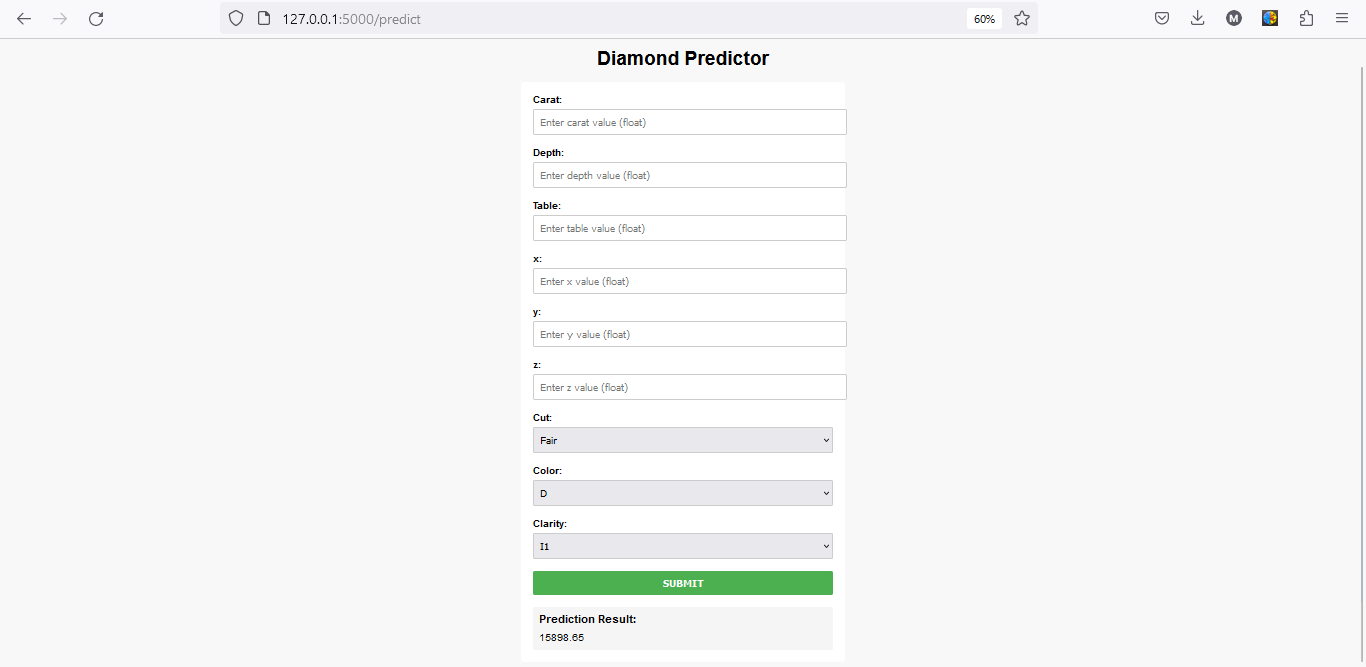 127.0.0.1:5000/predict
60%
M
Diamond Predictor
Carat:
Enter carat value (float)
Depth:
Enter depth value (float)
Table:
Enter table value (float)
x:
Enter x value (float)
y:
Enter y value (float)
z:
Enter z value (float)
Cut:
Fair
Color:
D
Clarity:
I1
SUBMIT
Prediction Result:
15898.65